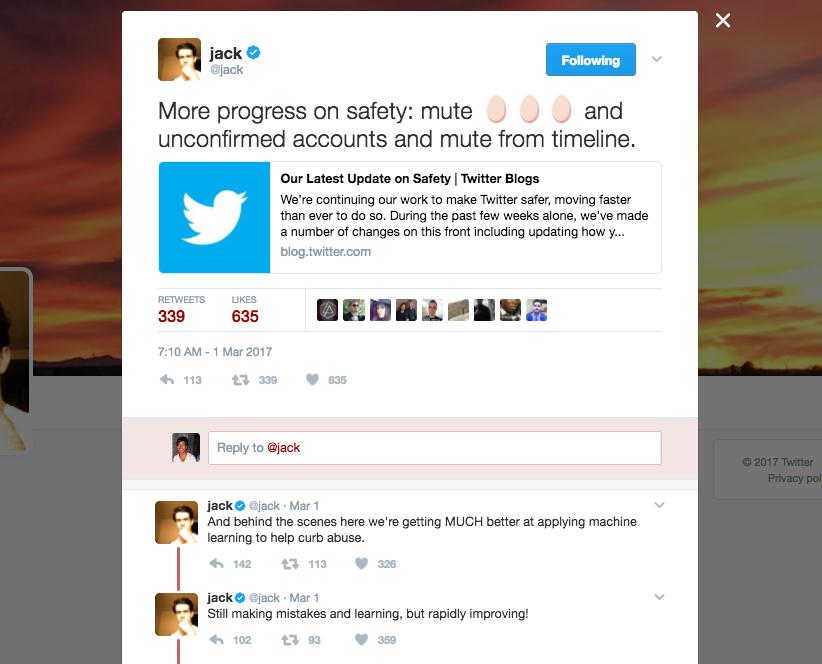 jack
@jack
Following
More progress on safety: mute 🥚 🥚 🥚 and
unconfirmed accounts and mute from timeline.
Our Latest Update on Safety | Twitter Blogs
We're continuing our work to make Twitter safer, moving faster
than ever to do so. During the past few weeks alone, we've made
a number of changes on this front including updating how y...
blog.twitter.com
RETWEETS LIKES
339 635
7:10 AM - 1 Mar 2017
113 339 635
Reply to @jack
© 2017 Twitter
Privacy pol
jack @jack · Mar 1
And behind the scenes here we're getting MUCH better at applying machine
learning to help curb abuse.
142 113 326
jack @jack · Mar 1
Still making mistakes and learning, but rapidly improving!
102 93 359